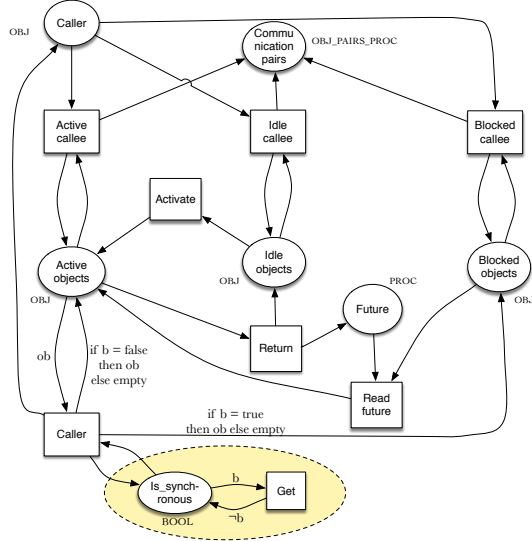 Caller
OBJ
Commu
nication
pairs
OBJ_PAIRS_PROC
Active
callee
Idle
callee
Blocked
callee
Activate
Active
objects
OBJ
Idle
objects
OBJ
Blocked
objects
OBJ
PROC
Future
Return
Read
future
ob
if b = false
then ob
else empty
Caller
if b = true
then ob else empty
Is_synch-
ronous
BOOL
b
¬b
Get